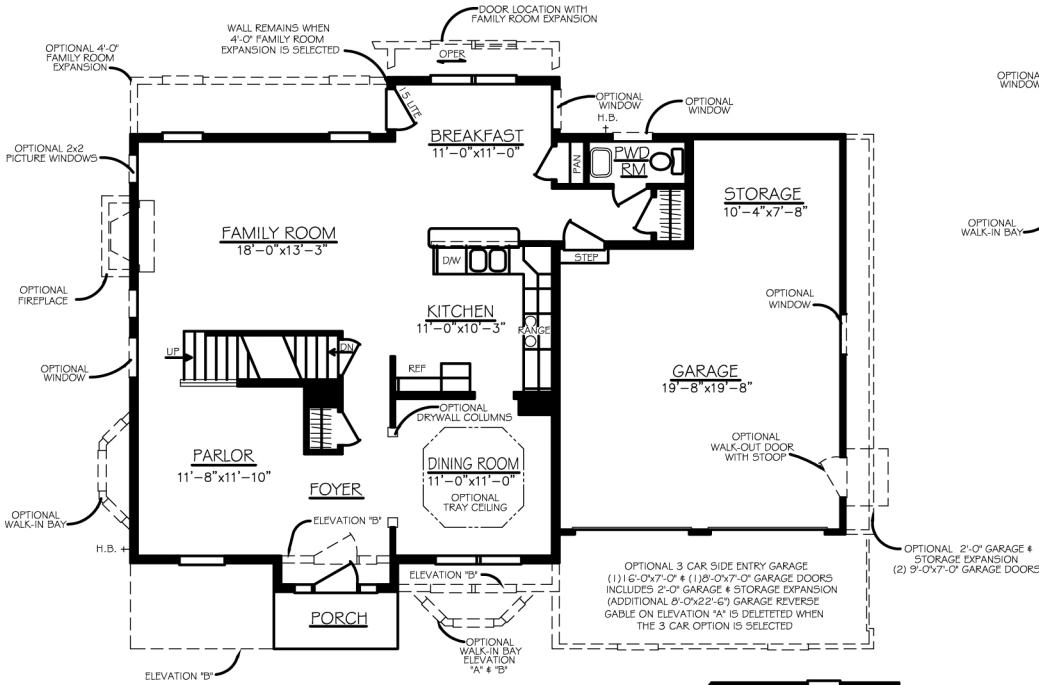 DOOR LOCATION WITH
FAMILY ROOM EXPANSION
WALL REMAINS WHEN
4'-0" FAMILY ROOM
EXPANSION IS SELECTED
OPTIONAL 4'-0"
FAMILY ROOM
EXPANSION
OPER
OPTIONAL
WINDOW
15 LITE
OPTIONAL
WINDOW
OPTIONAL
WINDOW
H.B.
BREAKFAST
11'-0"x11'-0"
OPTIONAL 2x2
PICTURE WINDOWS
PAN
PWD
RM
STORAGE
10'-4"x7'-8"
FAMILY ROOM
18'-0"x13'-3"
OPTIONAL
WALK-IN BAY
D/W
STEP
OPTIONAL
FIREPLACE
OPTIONAL
WINDOW
KITCHEN
11'-0"x10'-3"
RANGE
UP
DN
OPTIONAL
WINDOW
REF
GARAGE
19'-8"x19'-8"
OPTIONAL
DRYWALL COLUMNS
OPTIONAL
WALK-OUT DOOR
WITH STOOP
PARLOR
11'-8"x11'-10"
DINING ROOM
11'-0"x11'-0"
OPTIONAL
TRAY CEILING
FOYER
OPTIONAL
WALK-IN BAY
ELEVATION "B"
H.B.
OPTIONAL 2'-0" GARAGE &
STORAGE EXPANSION
(2) 9'-0"x7'-0" GARAGE DOORS
ELEVATION "B"
OPTIONAL 3 CAR SIDE ENTRY GARAGE
(1)16'-0"x7'-0" & (1)8'-0"x7'-0" GARAGE DOORS
INCLUDES 2'-0" GARAGE & STORAGE EXPANSION
(ADDITIONAL 8'-0"x22'-6") GARAGE REVERSE
GABLE ON ELEVATION "A" IS DELETETED WHEN
THE 3 CAR OPTION IS SELECTED
PORCH
OPTIONAL
WALK-IN BAY
ELEVATION
"A" & "B"
ELEVATION "B"